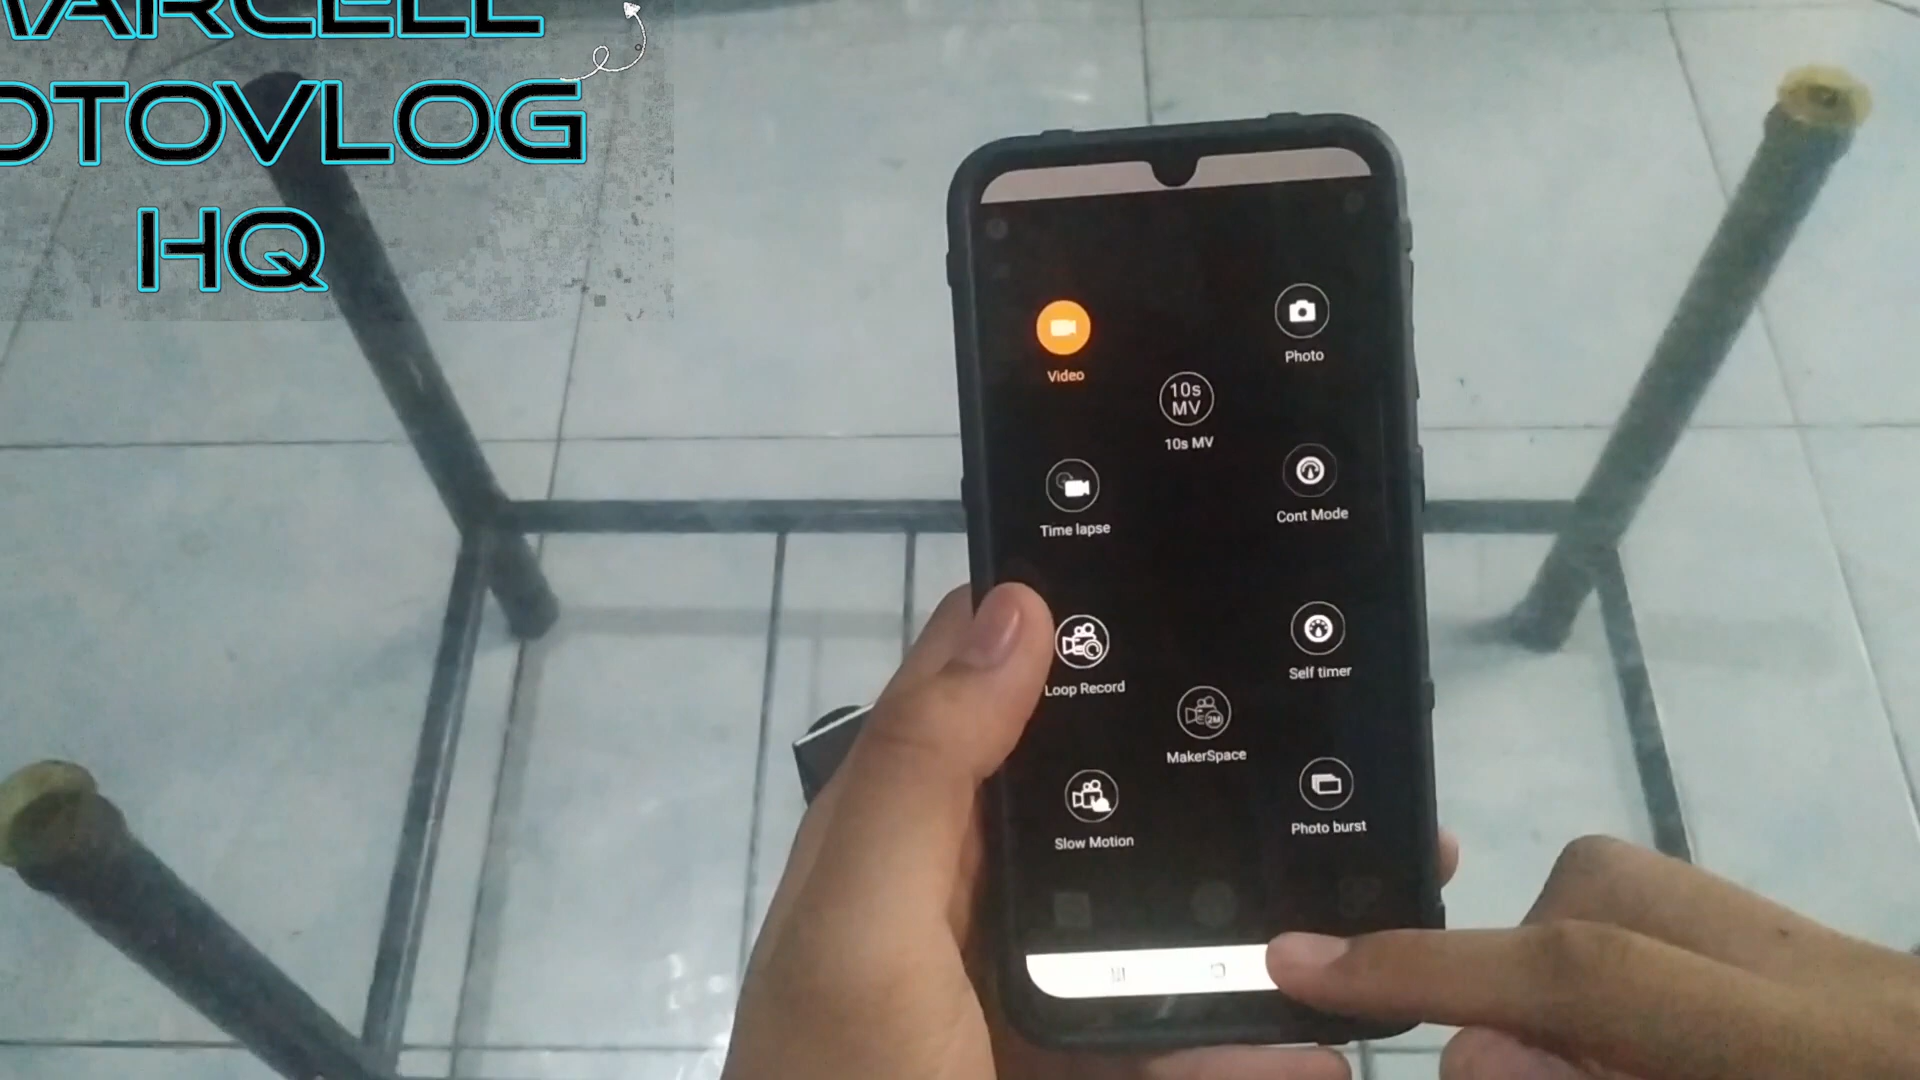 OTOVLOG
HQ
Video
Photo
10s
MV
10s MV
Time lapse
Cont Mode
Loop Record
Self timer
2M
MakerSpace
Slow Motion
Photo burst